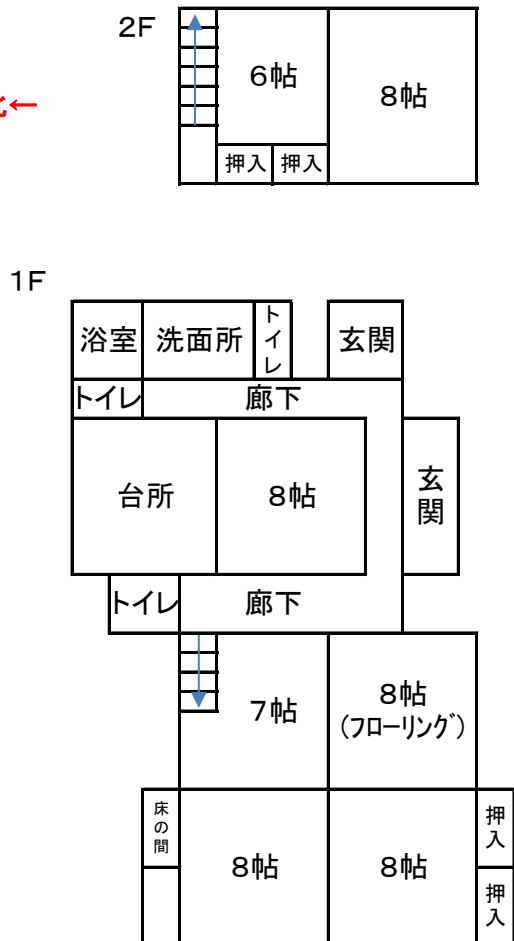 2F
6帖
8帖
←
押入
押入
1F
浴室
洗面所
トイレ
玄関
トイレ
廊下
台所
8帖
玄関
トイレ
廊下
7帖
8帖
(フローリング)
床の間
8帖
8帖
押入
押入